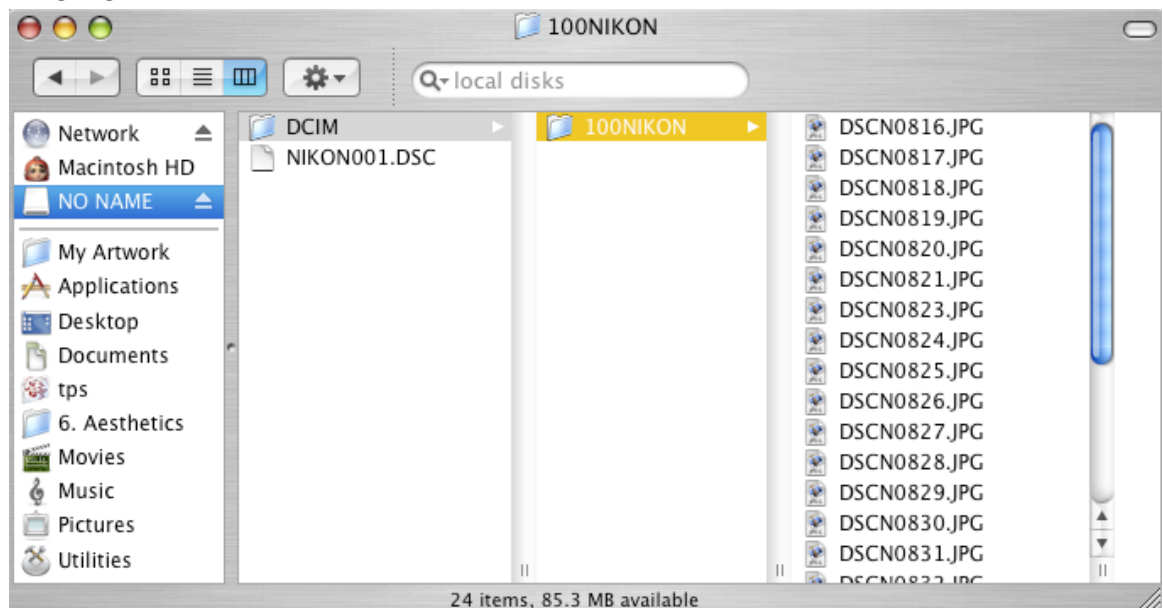 100NIKON
local disks
Network
Macintosh HD
NO NAME
My Artwork
Applications
Desktop
Documents
tps
6. Aesthetics
Movies
Music
Pictures
Utilities
DCIM
NIKON001.DSC
100NIKON
DSCN0816.JPG
DSCN0817.JPG
DSCN0818.JPG
DSCN0819.JPG
DSCN0820.JPG
DSCN0821.JPG
DSCN0823.JPG
DSCN0824.JPG
DSCN0825.JPG
DSCN0826.JPG
DSCN0827.JPG
DSCN0828.JPG
DSCN0829.JPG
DSCN0830.JPG
DSCN0831.JPG
DSCN0832.JPG
24 items, 85.3 MB available